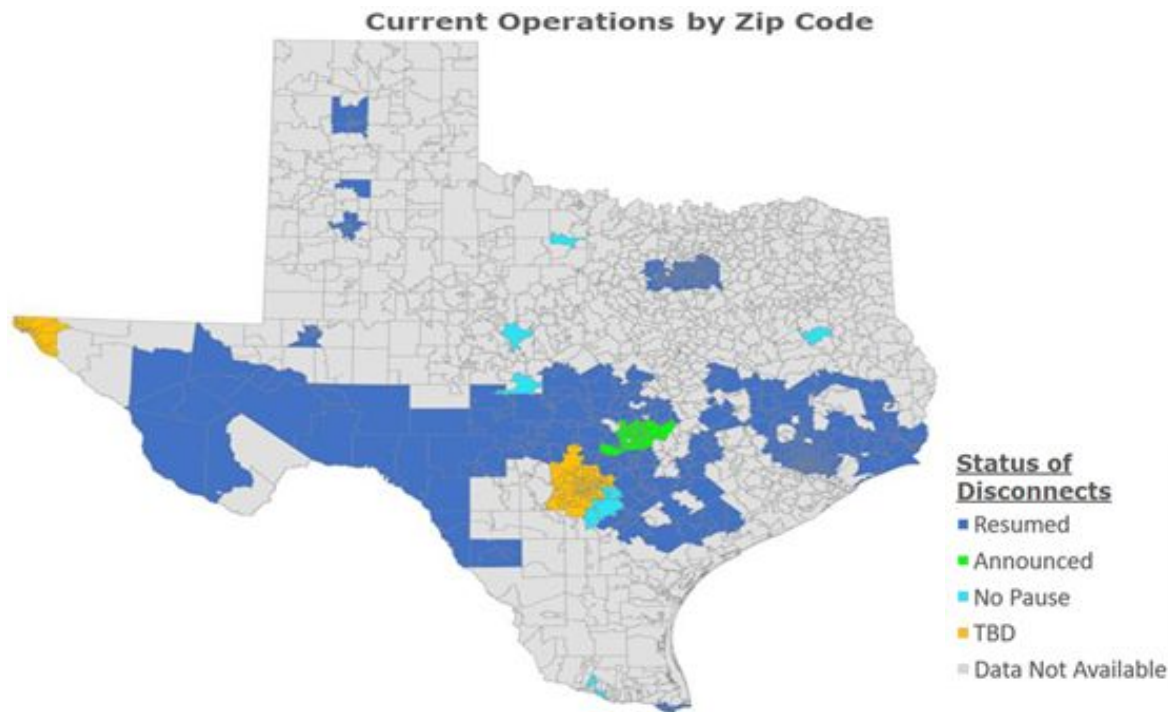 Current Operations by Zip Code
Status of
Disconnects
Resumed
Announced
No Pause
TBD
Data Not Available